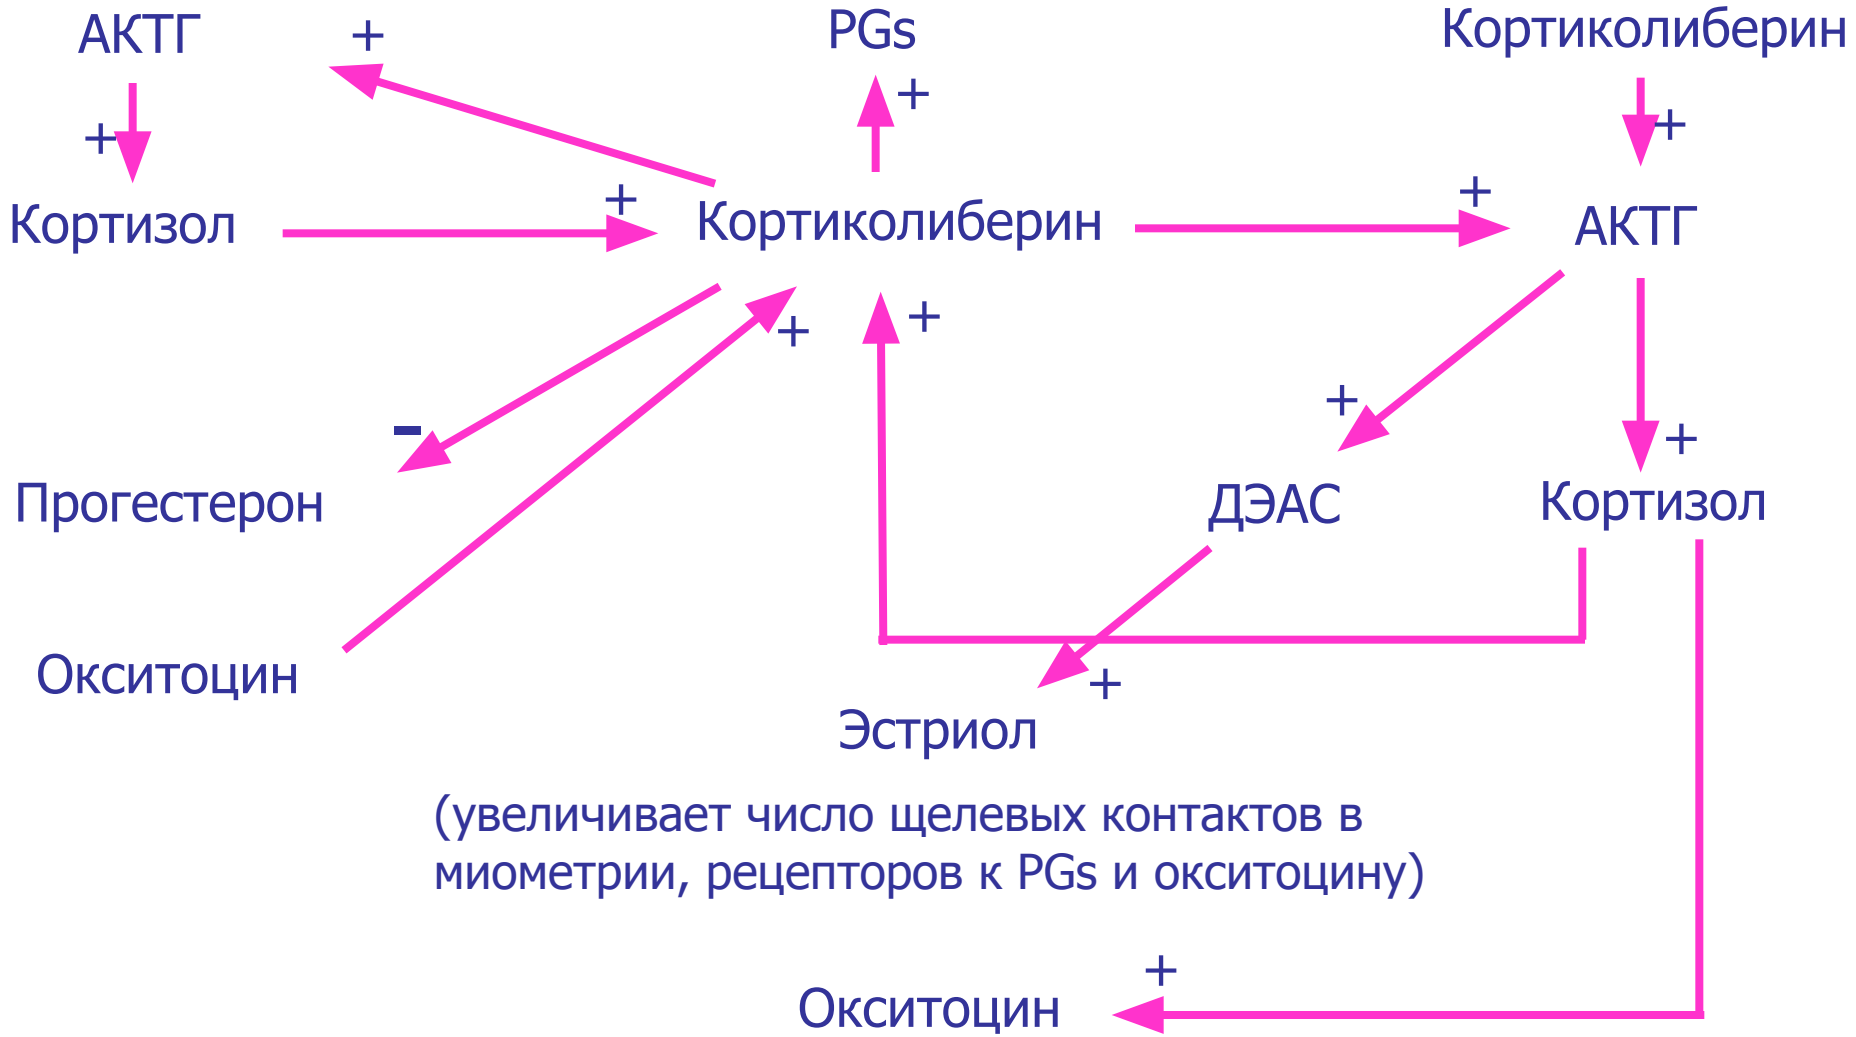 АКТГ + PGs Кортиколиберин
+ +
+ +
Кортизол + Кортиколиберин + АКТГ
+ +
- + +
Прогестерон ДЭАС Кортизол
Окситоцин +
Эстриол
(увеличивает число щелевых контактов в
миометрии, рецепторов к PGs и окситоцину)
+
Окситоцин